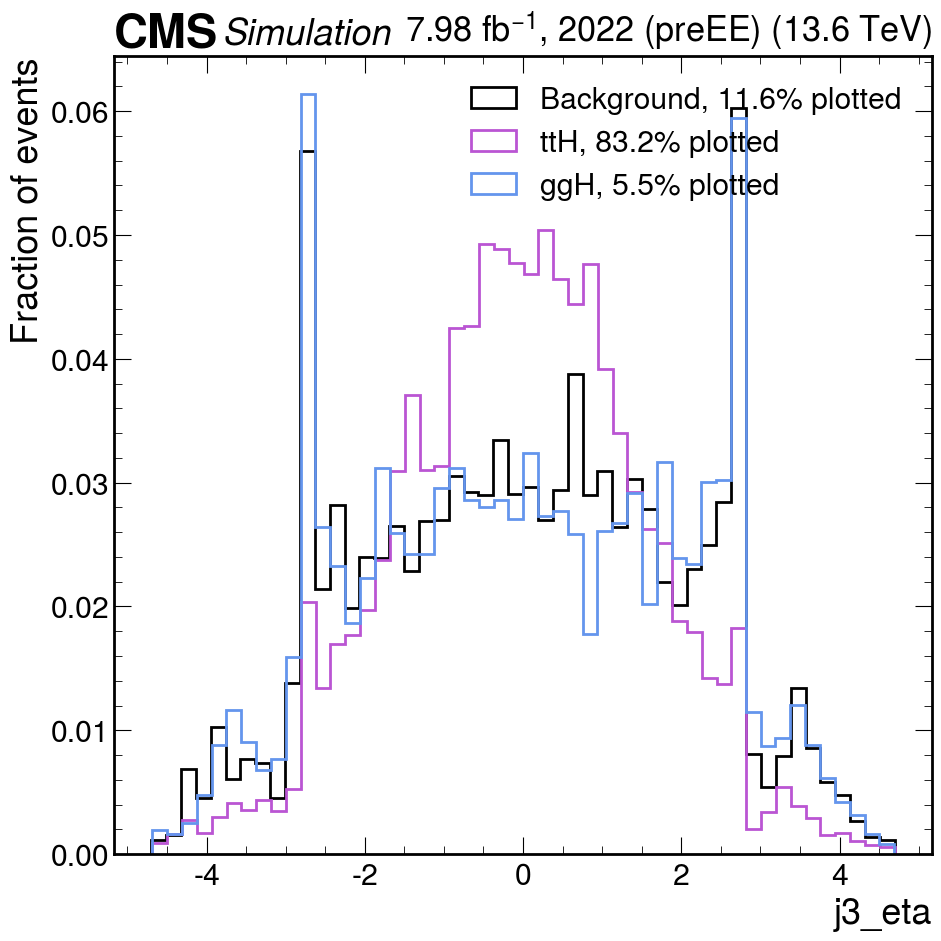 CMS Simulation 7.98 fb⁻¹, 2022 (preEE) (13.6 TeV)
Fraction of events
Background, 11.6% plotted
ttH, 83.2% plotted
ggH, 5.5% plotted
0.06
0.05
0.04
0.03
0.02
0.01
0.00
-4 -2 0 2 4
j3_eta